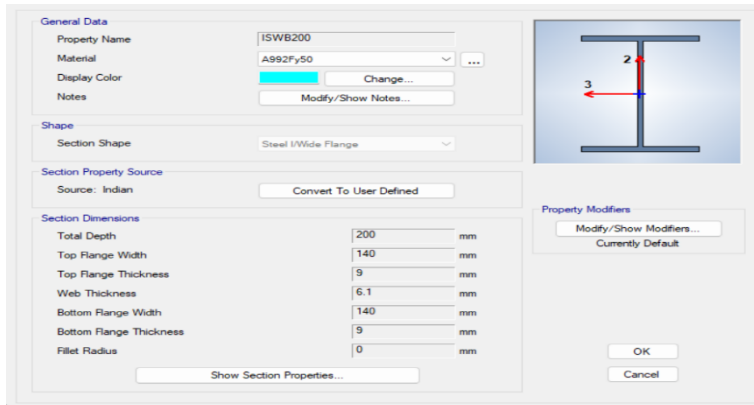 General Data
Property Name ISWB200
Material A992Fy50 ...
Display Color Change...
Notes Modify/Show Notes...
Shape
Section Shape Steel I/Wide Flange
Section Property Source
Source: Indian Convert To User Defined
Section Dimensions
Total Depth 200 mm
Top Flange Width 140 mm
Top Flange Thickness 9 mm
Web Thickness 6.1 mm
Bottom Flange Width 140 mm
Bottom Flange Thickness 9 mm
Fillet Radius 0 mm
Show Section Properties...
2
3
Property Modifiers
Modify/Show Modifiers...
Currently Default
OK
Cancel